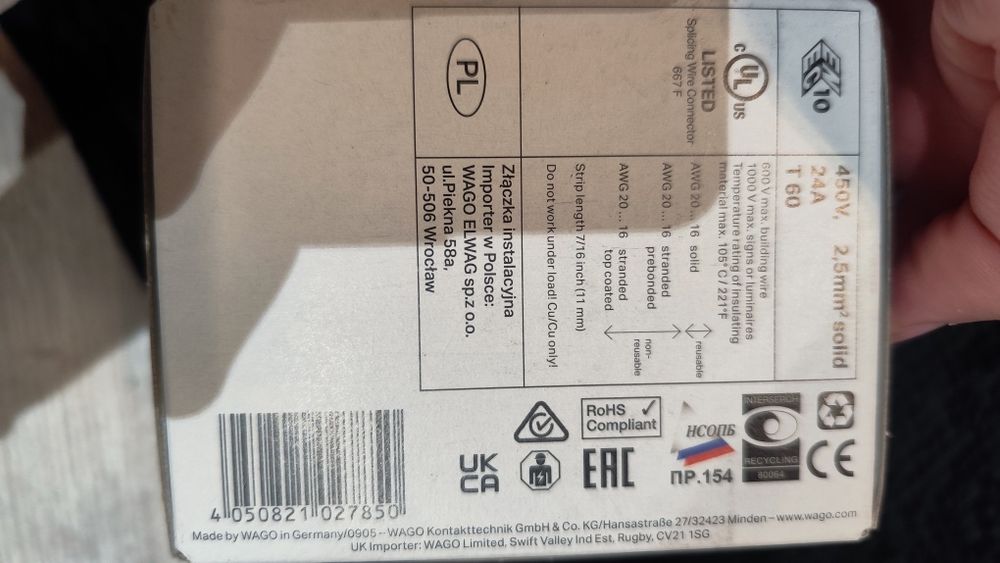 10
450V, 2,5mm² solid
24A
T 60
c UL US
LISTED
Splicing Wire Connector
667F
600 V max. building wire
1000 V max. signs or luminaires
Temperature rating of insulating
material max. 105°C / 221°F
AWG 20 ... 16 solid
AWG 20 ... 16 stranded
prebonded
AWG 20 ... 16 stranded
top coated
reusable
non-
reusable
Strip length 7/16 inch (11 mm)
Do not work under load! Cu/Cu only!
PL
Złączka instalacyjna
Importer w Polsce:
WAGO ELWAG sp.z o.o.
ul.Piękna 58a,
50-506 Wrocław
CE
INTERSEROH
RECYCLING
80064
НСОПБ
ПР.154
RoHS
Compliant
EAC
UK
CA
4 050821 027850
Made by WAGO in Germany/0905 -- WAGO Kontakttechnik GmbH & Co. KG/Hansastraße 27/32423 Minden – www.wago.com
UK Importer: WAGO Limited, Swift Valley Ind Est, Rugby, CV21 1SG